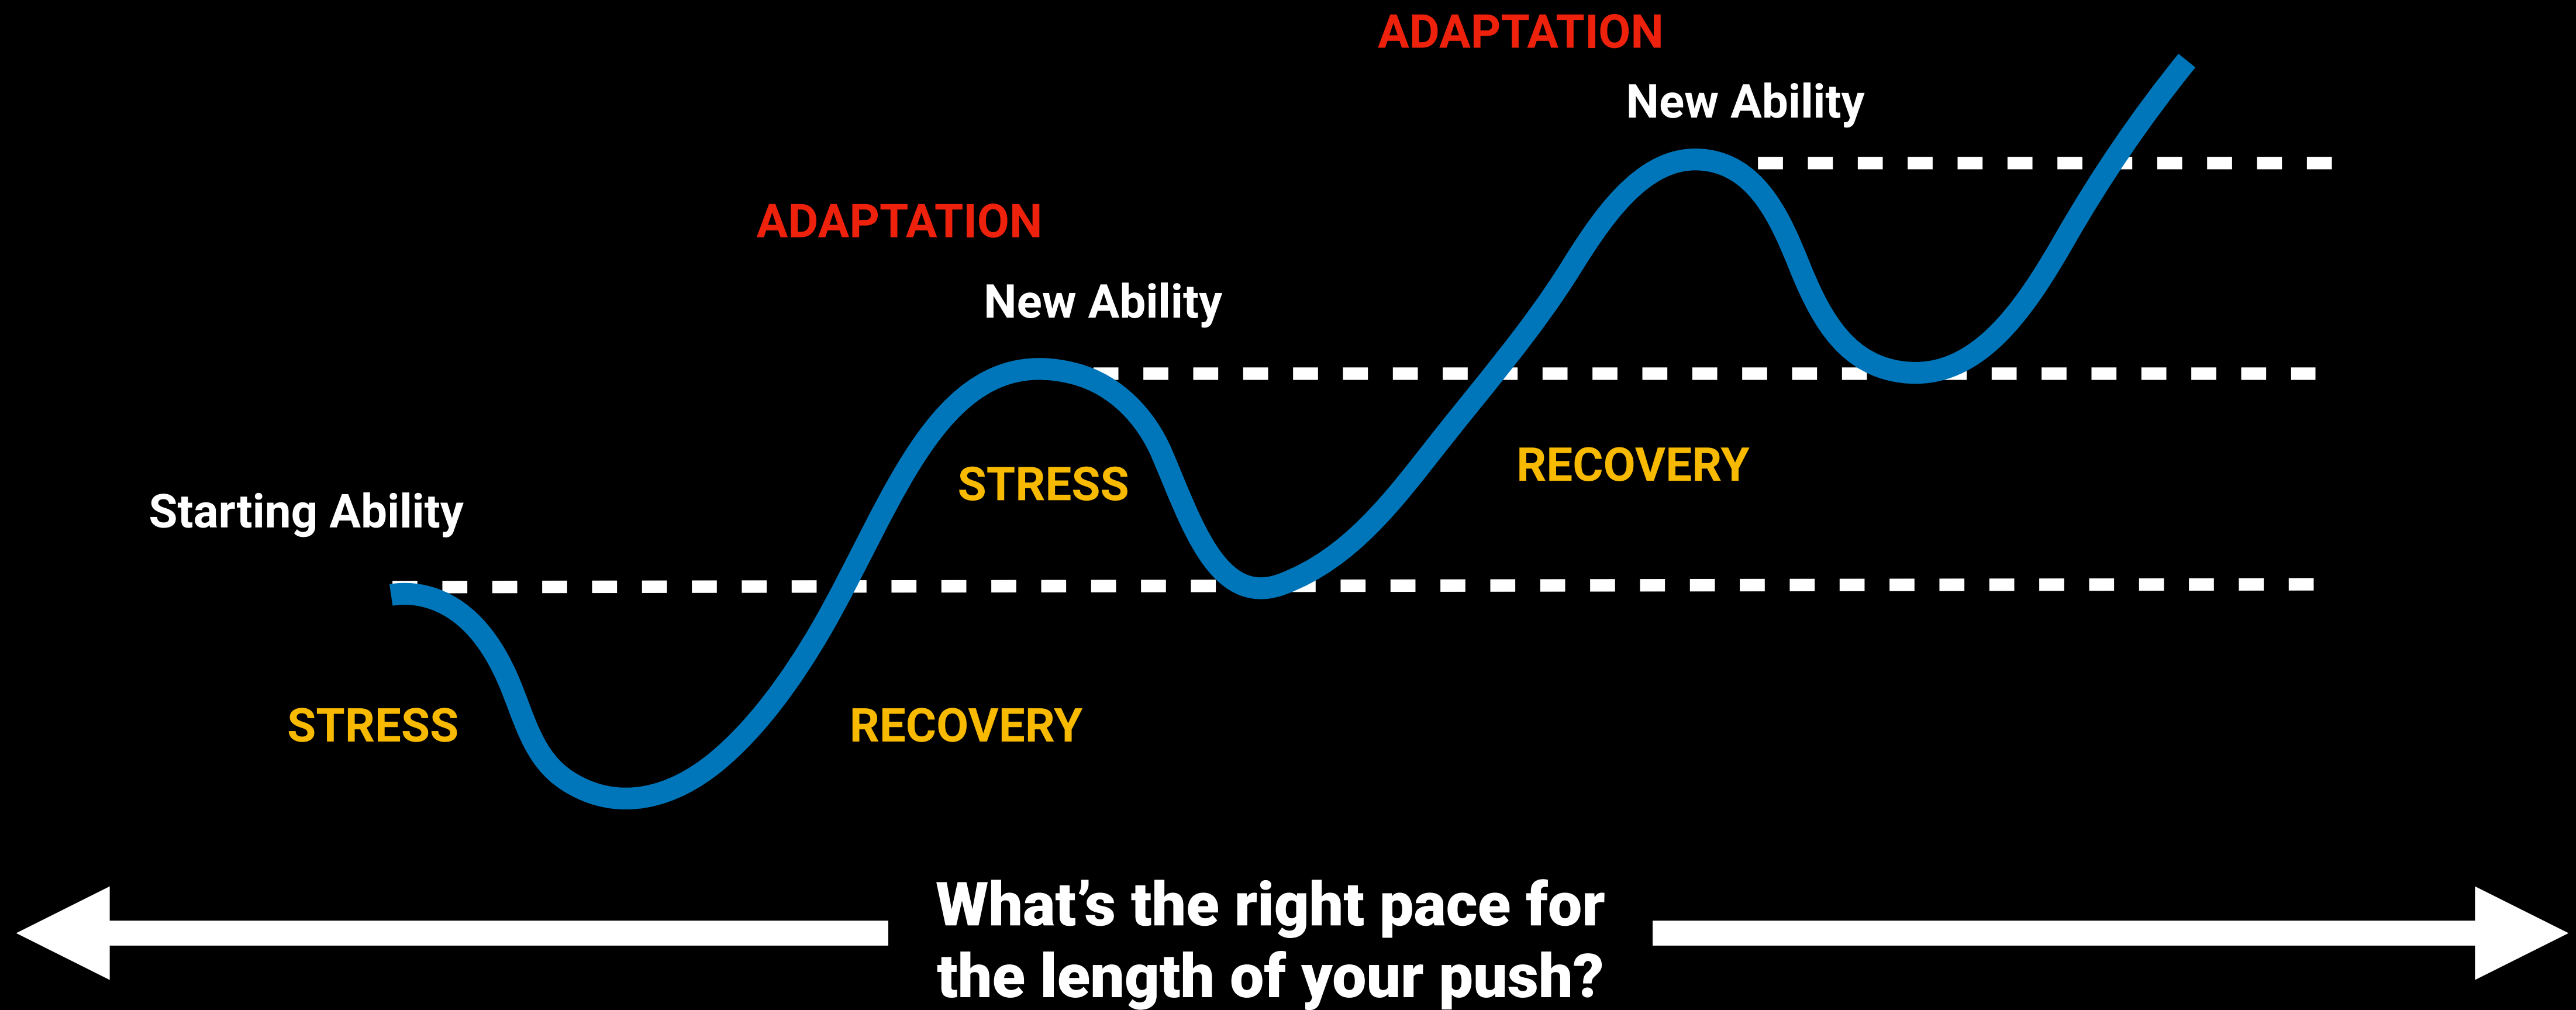 ADAPTATION
New Ability
ADAPTATION
New Ability
STRESS
RECOVERY
Starting Ability
STRESS
RECOVERY
What’s the right pace for
the length of your push?